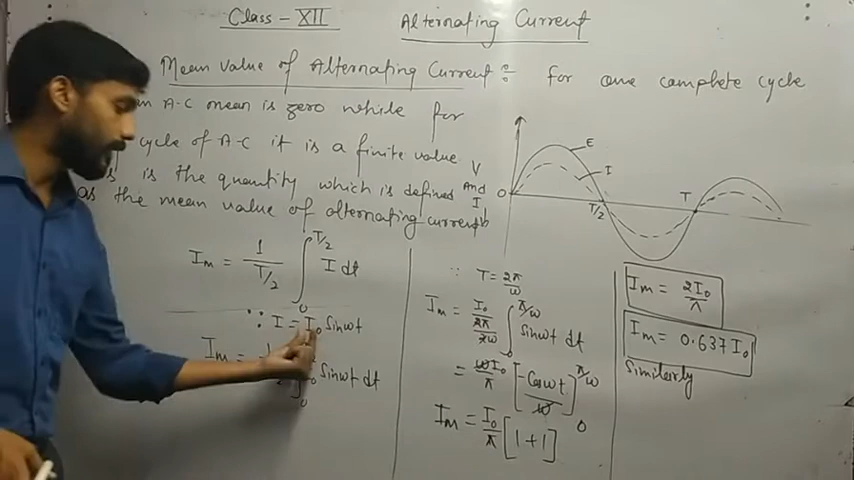 Class - XII
Alternating Current
Mean value of Alternating Current :- for one complete cycle
A-C mean is zero while for
cycle of A-C it is a finite value
is the quantity which is defined
as the mean value of alternating current
V
And
I
E
I
O
T/2
T
Im = 1/(T/2) ∫₀^(T/2) I dt
∵ I = I₀ sinωt
Im = sinωt dt
∵ T = 2π/ω
Im = I₀/(2π/2ω) ∫₀^(π/ω) sinωt dt
= ωI₀/π [-Cosωt/ω]₀^(π/ω)
Im = I₀/π [1+1]
Im = 2I₀/π
Im = 0.637 I₀
Similarly